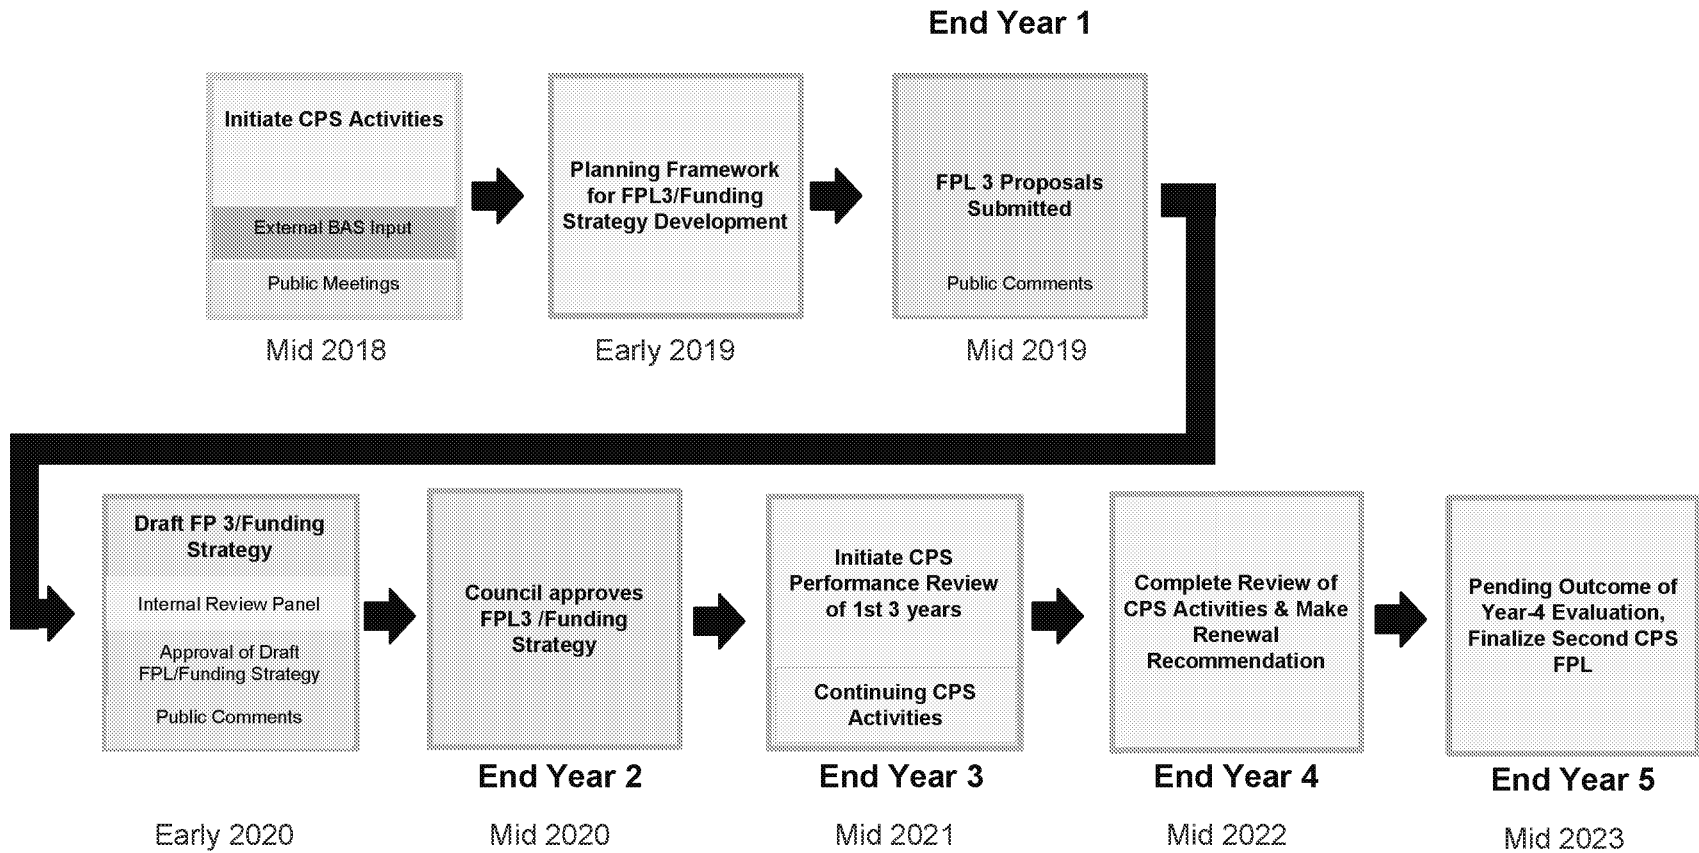 End Year 1
Initiate CPS Activities
External BAS Input
Public Meetings
Mid 2018
Planning Framework
for FPL3/Funding
Strategy Development
Early 2019
FPL 3 Proposals
Submitted
Public Comments
Mid 2019
Draft FP 3/Funding
Strategy
Internal Review Panel
Approval of Draft
FPL/Funding Strategy
Public Comments
Early 2020
Council approves
FPL3 /Funding
Strategy
End Year 2
Mid 2020
Initiate CPS
Performance Review
of 1st 3 years
Continuing CPS
Activities
End Year 3
Mid 2021
Complete Review of
CPS Activities & Make
Renewal
Recommendation
End Year 4
Mid 2022
Pending Outcome of
Year-4 Evaluation,
Finalize Second CPS
FPL
End Year 5
Mid 2023